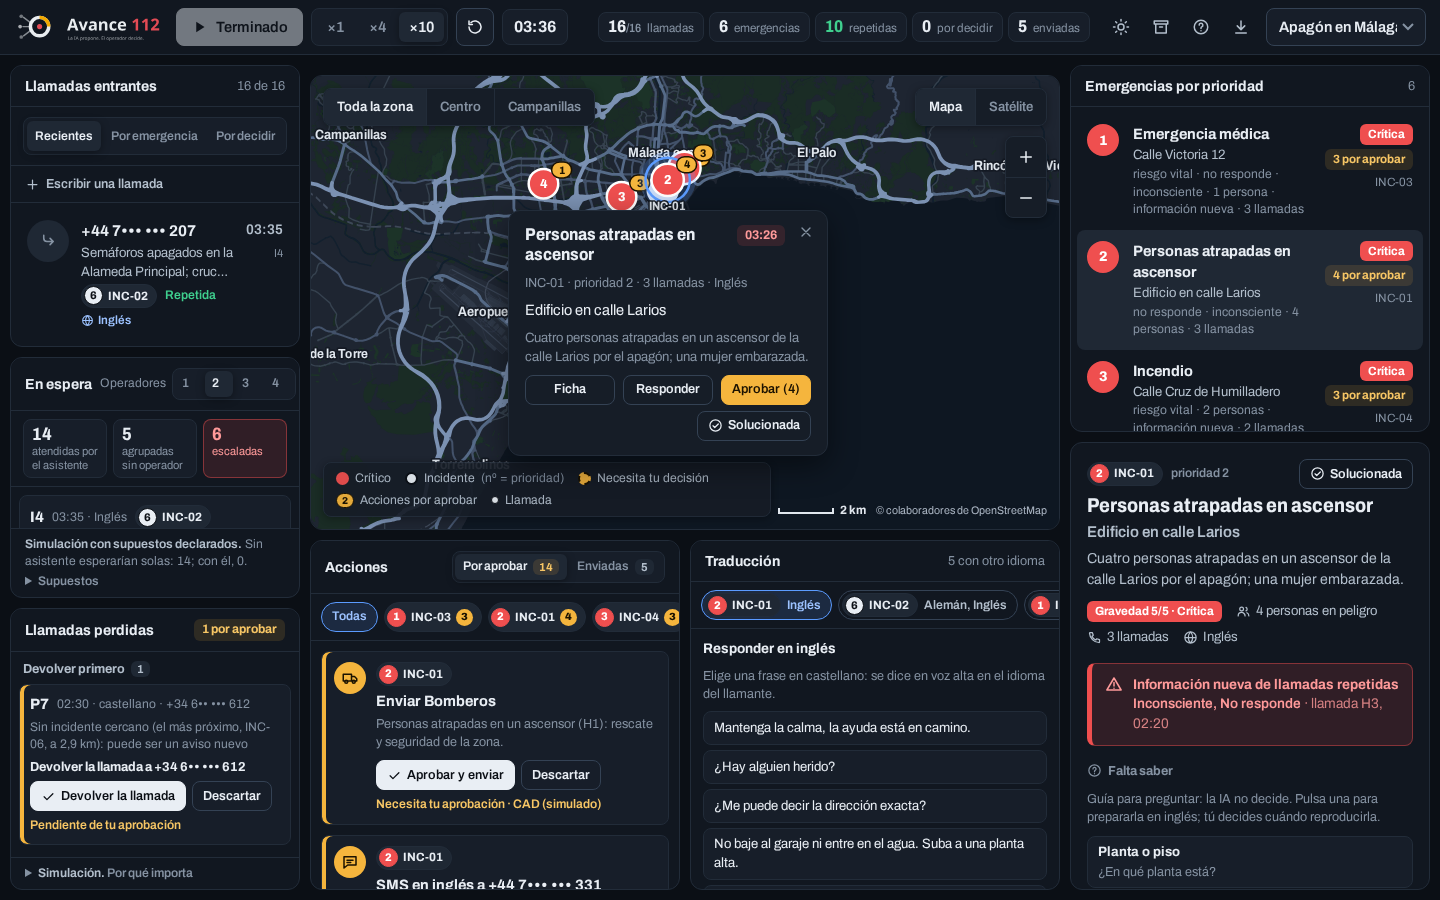 Avance 112
La IA propone. El operador decide.
Terminado
×1 ×4 ×10
03:36
16/16 llamadas
6 emergencias
10 repetidas
0 por decidir
5 enviadas
Apagón en Málaga
Llamadas entrantes
16 de 16
Recientes Por emergencia Por decidir
Escribir una llamada
+44 7•• ••• 207 03:35
Semáforos apagados en la I4
Alameda Principal; cruc...
6 INC-02 Repetida
Inglés
En espera Operadores 1 2 3 4
14 atendidas por el asistente
5 agrupadas sin operador
6 escaladas
I4 03:35 · Inglés 6 INC-02
Simulación con supuestos declarados. Sin
asistente esperarían solas: 14; con él, 0.
Supuestos
Llamadas perdidas 1 por aprobar
Devolver primero 1
P7 02:30 · castellano · +34 6•• ••• 612
Sin incidente cercano (el más próximo, INC-
06, a 2,9 km): puede ser un aviso nuevo
Devolver la llamada a +34 6•• ••• 612
Devolver la llamada Descartar
Pendiente de tu aprobación
Simulación. Por qué importa
Toda la zona Centro Campanillas
Mapa Satélite
Campanillas
Málaga
El Palo
Rincó
Aeropue
de la Torre
Torremolinos
4 1
3 3
2 4
3
INC-01
+
−
Personas atrapadas en 03:26
ascensor
INC-01 · prioridad 2 · 3 llamadas · Inglés
Edificio en calle Larios
Cuatro personas atrapadas en un ascensor de la
calle Larios por el apagón; una mujer embarazada.
Ficha Responder Aprobar (4)
Solucionada
Crítico Incidente (nº = prioridad) Necesita tu decisión
2 Acciones por aprobar Llamada
2 km © colaboradores de OpenStreetMap
Acciones Por aprobar 14 Enviadas 5
Todas 1 INC-03 3 2 INC-01 4 3 INC-04 3
2 INC-01
Enviar Bomberos
Personas atrapadas en un ascensor (H1): rescate
y seguridad de la zona.
Aprobar y enviar Descartar
Necesita tu aprobación · CAD (simulado)
2 INC-01
SMS en inglés a +44 7•• ••• 331
Traducción 5 con otro idioma
2 INC-01 Inglés 6 INC-02 Alemán, Inglés 1
Responder en inglés
Elige una frase en castellano: se dice en voz alta en el idioma
del llamante.
Mantenga la calma, la ayuda está en camino.
¿Hay alguien herido?
¿Me puede decir la dirección exacta?
No baje al garaje ni entre en el agua. Suba a una planta
alta.
Emergencias por prioridad 6
1 Emergencia médica Crítica
Calle Victoria 12 3 por aprobar
riesgo vital · no responde · INC-03
inconsciente · 1 persona ·
información nueva · 3 llamadas
2 Personas atrapadas en Crítica
ascensor 4 por aprobar
Edificio en calle Larios INC-01
no responde · inconsciente · 4
personas · 3 llamadas
3 Incendio Crítica
Calle Cruz de Humilladero 3 por aprobar
riesgo vital · 2 personas · INC-04
información nueva · 2 llamadas
2 INC-01 prioridad 2 Solucionada
Personas atrapadas en ascensor
Edificio en calle Larios
Cuatro personas atrapadas en un ascensor de la
calle Larios por el apagón; una mujer embarazada.
Gravedad 5/5 · Crítica 4 personas en peligro
3 llamadas Inglés
Información nueva de llamadas repetidas
Inconsciente, No responde · llamada H3,
02:20
Falta saber
Guía para preguntar: la IA no decide. Pulsa una para
prepararla en inglés; tú decides cuándo reproducirla.
Planta o piso
¿En qué planta está?